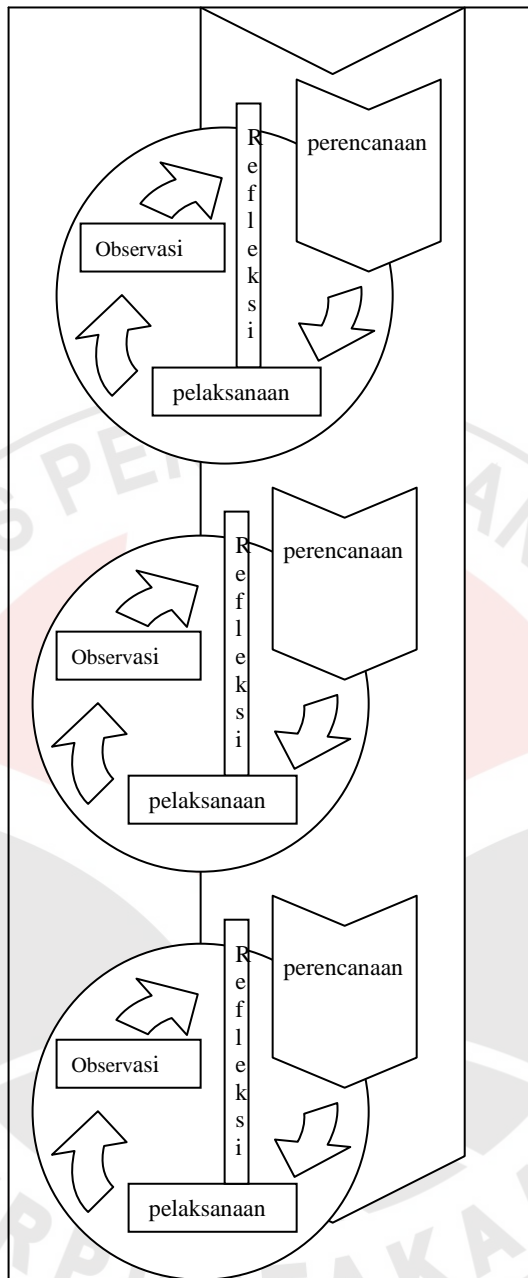 perencanaan
Refleksi
Observasi
pelaksanaan
perencanaan
Refleksi
Observasi
pelaksanaan
perencanaan
Refleksi
Observasi
pelaksanaan